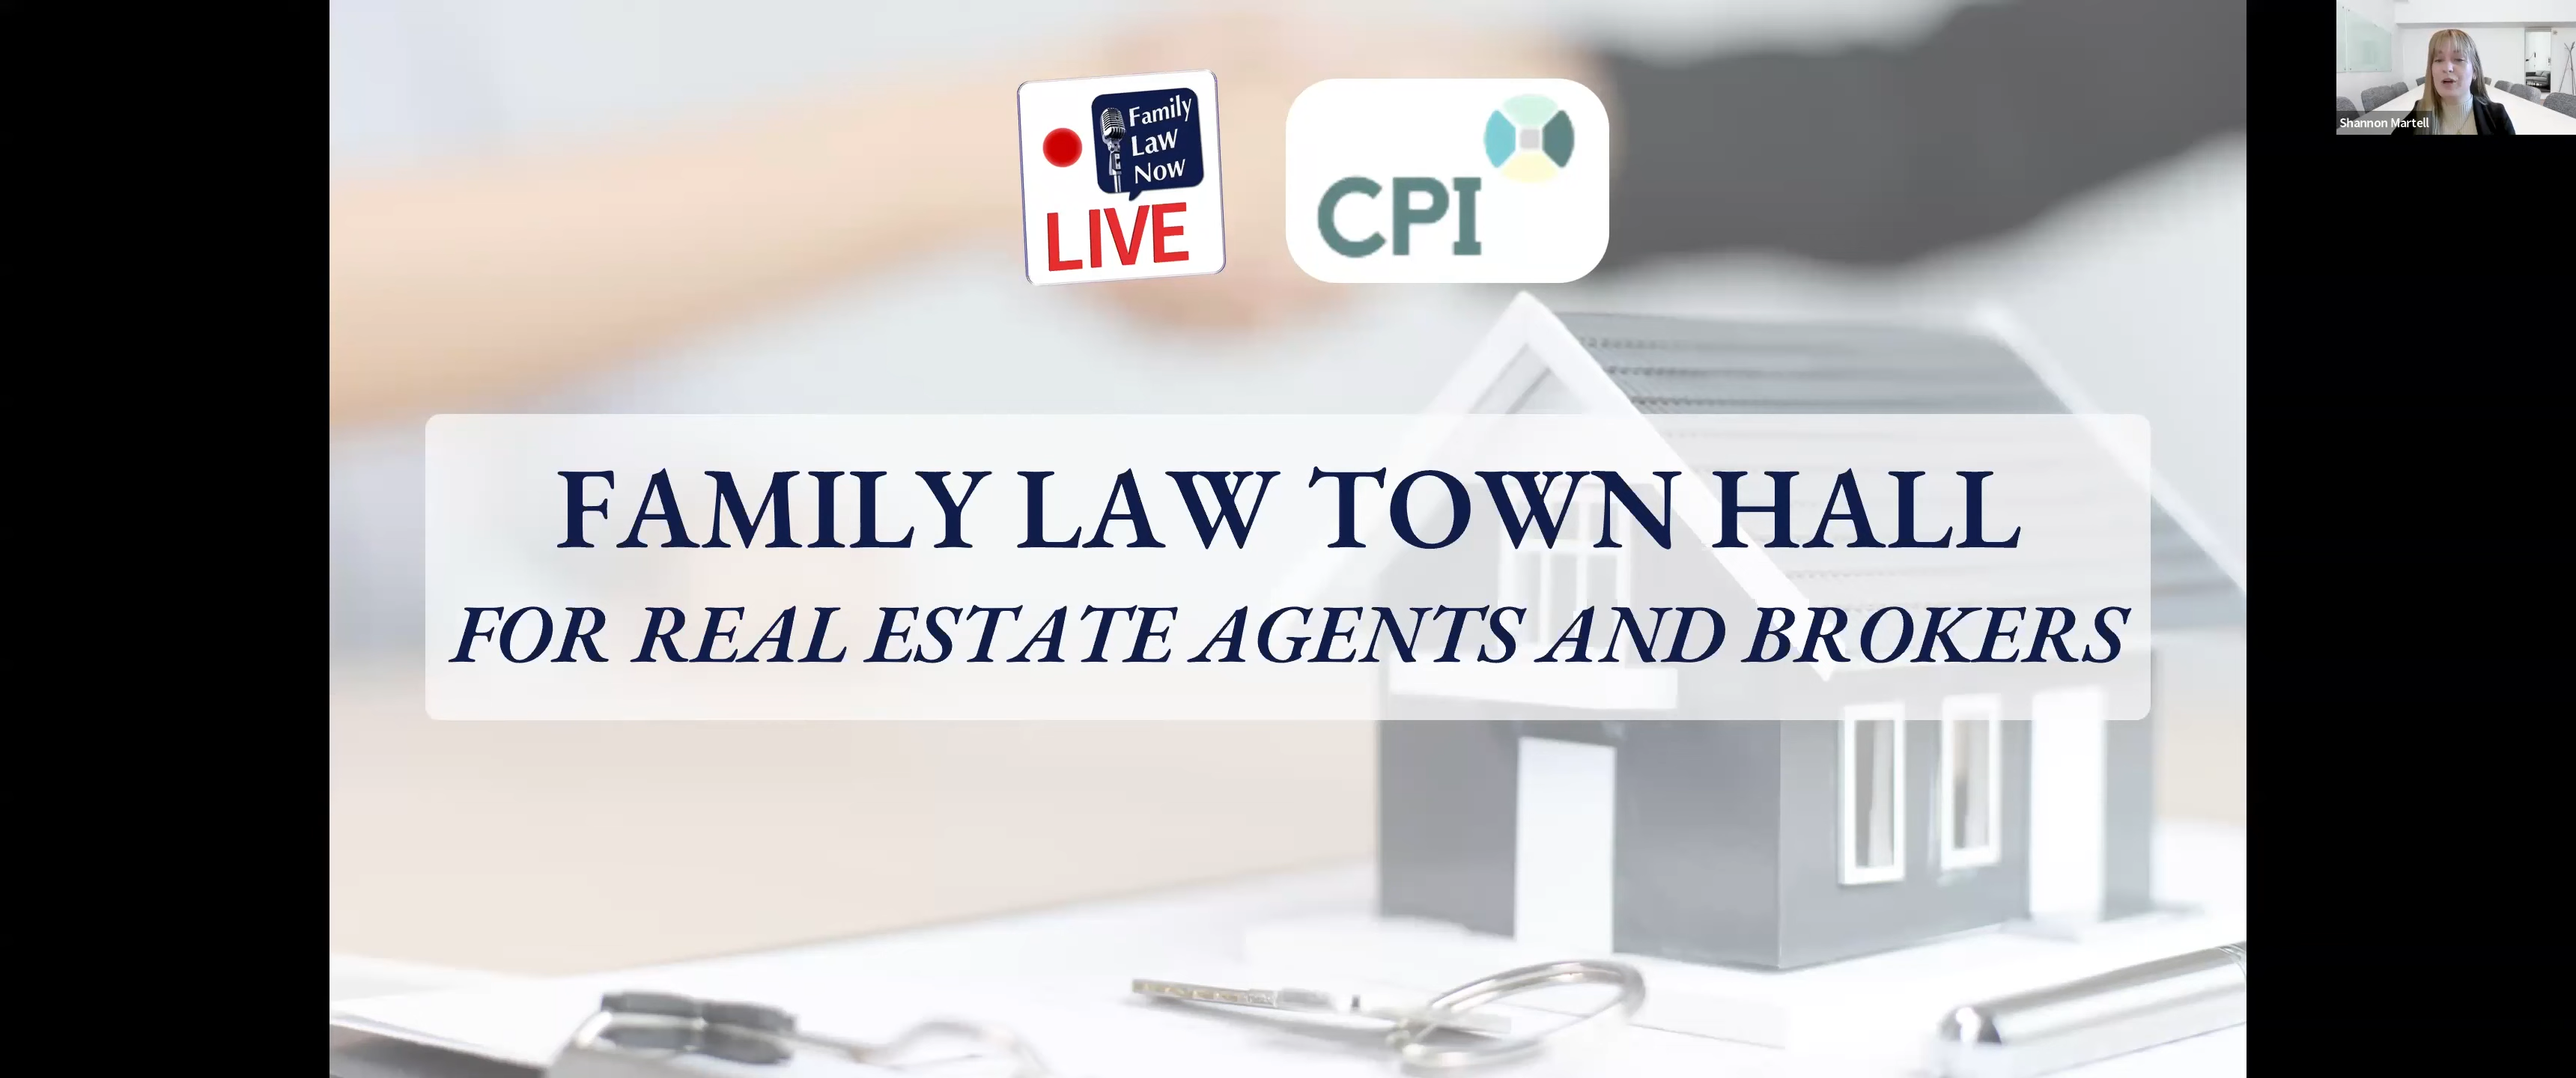 Family
Law
Now
LIVE
CPI
Shannon Martell
FAMILY LAW TOWN HALL
FOR REAL ESTATE AGENTS AND BROKERS